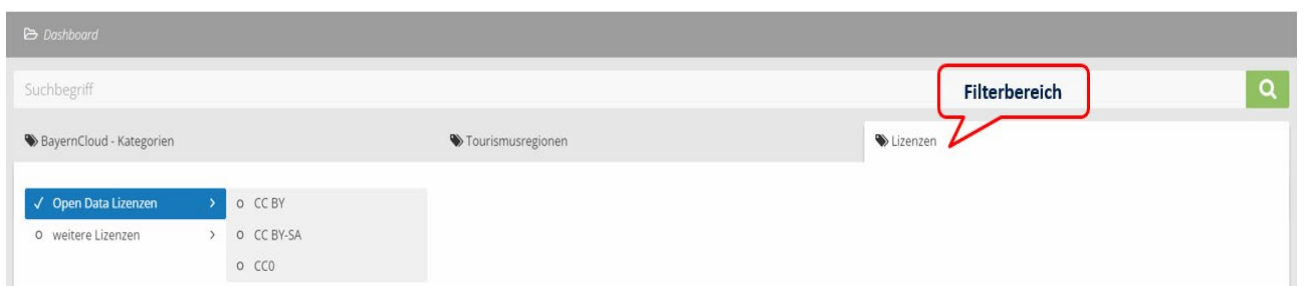 Dashboard
Suchbegriff
Filterbereich
BayernCloud - Kategorien
Tourismusregionen
Lizenzen
Open Data Lizenzen
CC BY
weitere Lizenzen
CC BY-SA
CC0